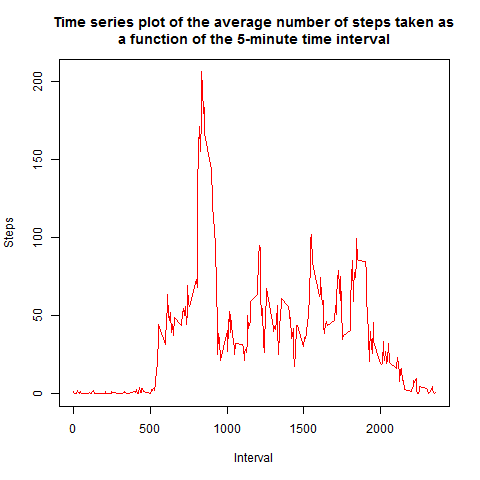 Time series plot of the average number of steps taken as
a function of the 5-minute time interval
200
150
100
50
0
Steps
0 500 1000 1500 2000
Interval